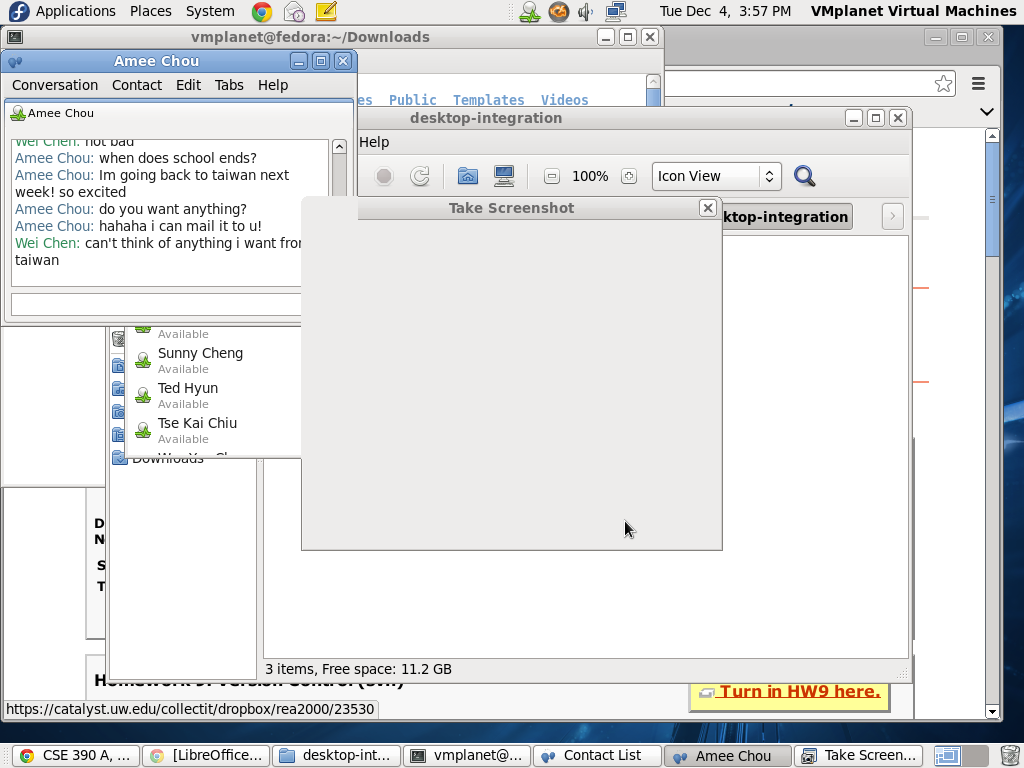 Applications Places System
Tue Dec 4, 3:57 PM VMplanet Virtual Machines
vmplanet@fedora:~/Downloads
Amee Chou
Conversation Contact Edit Tabs Help
Public Templates Videos
Amee Chou
desktop-integration
Help
Wei Chen: not bad
Amee Chou: when does school ends?
Amee Chou: Im going back to taiwan next
week! so excited
Amee Chou: do you want anything?
Amee Chou: hahaha i can mail it to u!
Wei Chen: can't think of anything i want from
taiwan
100%
Icon View
Take Screenshot
ktop-integration
Available
Sunny Cheng
Available
Ted Hyun
Available
Tse Kai Chiu
Available
Downloads
D
N
S
T
3 items, Free space: 11.2 GB
Turn in HW9 here.
https://catalyst.uw.edu/collectit/dropbox/rea2000/23530
CSE 390 A, ...
[LibreOffice...
desktop-int...
vmplanet@...
Contact List
Amee Chou
Take Screen...